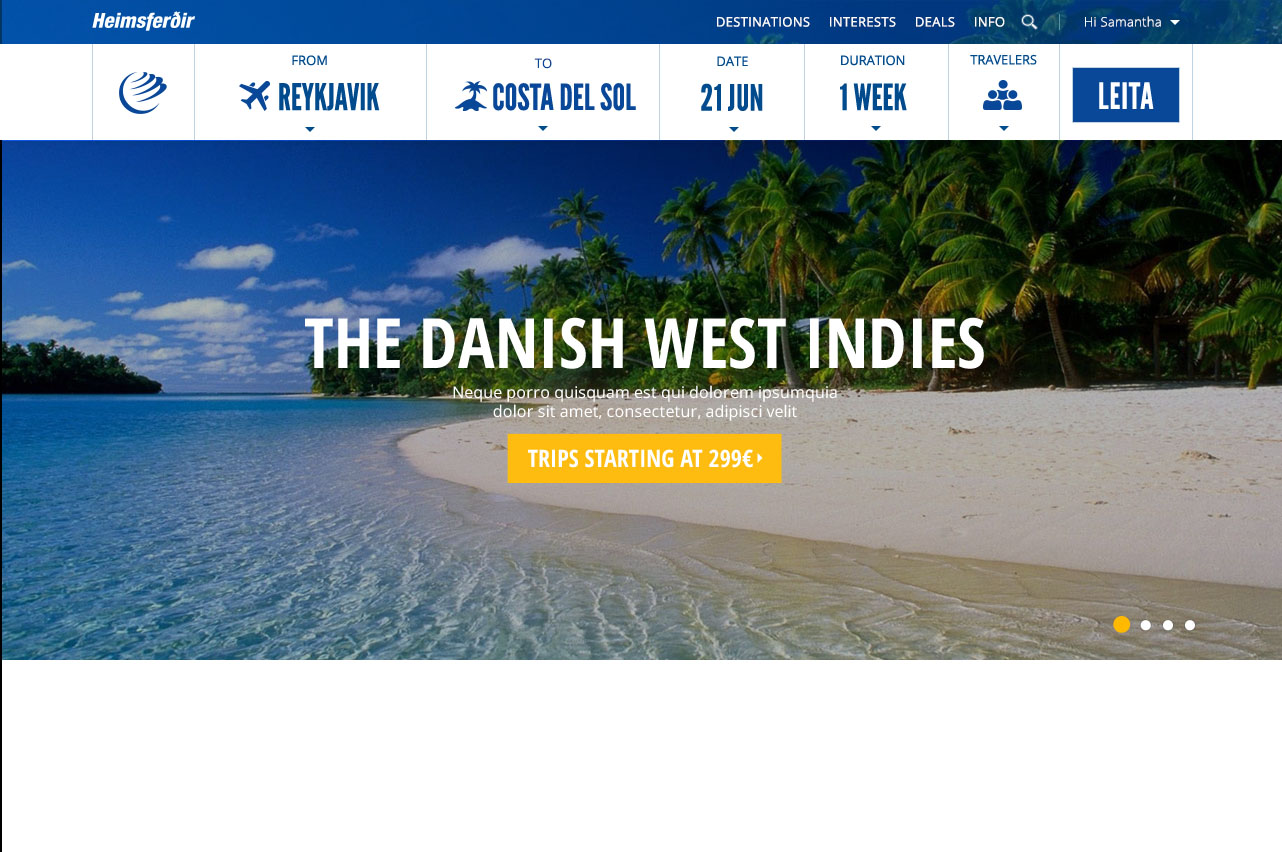 Heimsferðir
DESTINATIONS INTERESTS DEALS INFO
Hi Samantha
FROM
REYKJAVIK
TO
COSTA DEL SOL
DATE
21 JUN
DURATION
1 WEEK
TRAVELERS
LEITA
THE DANISH WEST INDIES
Neque porro quisquam est qui dolorem ipsumquia
dolor sit amet, consectetur, adipisci velit
TRIPS STARTING AT 299€